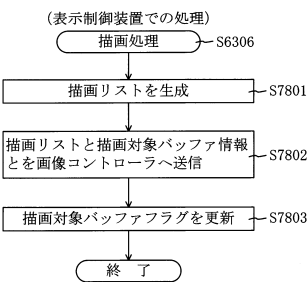 (表示制御装置での処理)
描画処理 S6306
描画リストを生成 S7801
描画リストと描画対象バッファ情報
とを画像コントローラへ送信 S7802
描画対象バッファフラグを更新 S7803
終 了